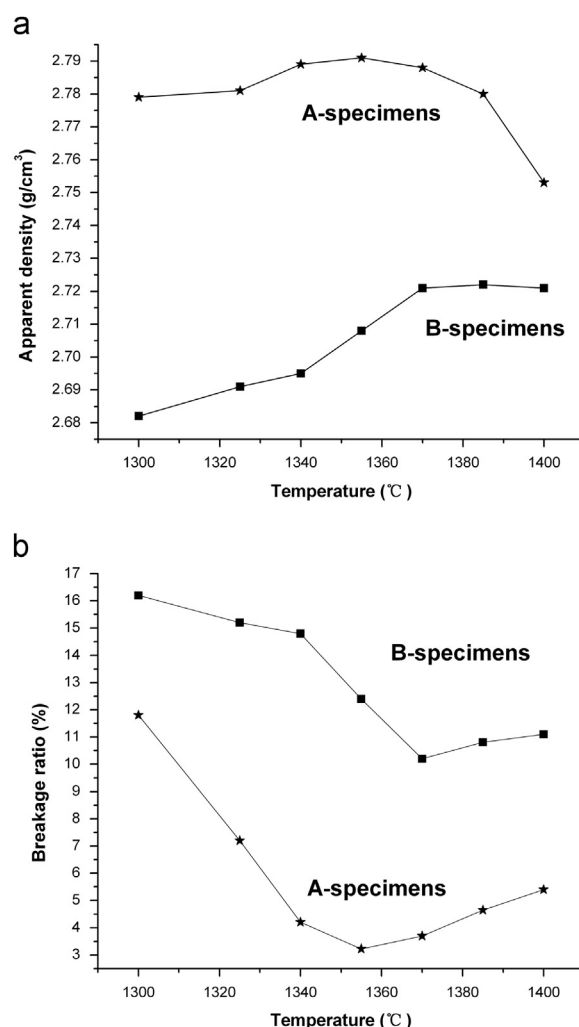 a
2.79
2.78
2.77
2.76
2.75
2.74
2.73
2.72
2.71
2.70
2.69
2.68
Apparent density (g/cm³)
A-specimens
B-specimens
1300 1320 1340 1360 1380 1400
Temperature (℃ )
b
17
16
15
14
13
12
11
10
9
8
7
6
5
4
3
Breakage ratio (%)
B-specimens
A-specimens
1300 1320 1340 1360 1380 1400
Temperature (℃ )